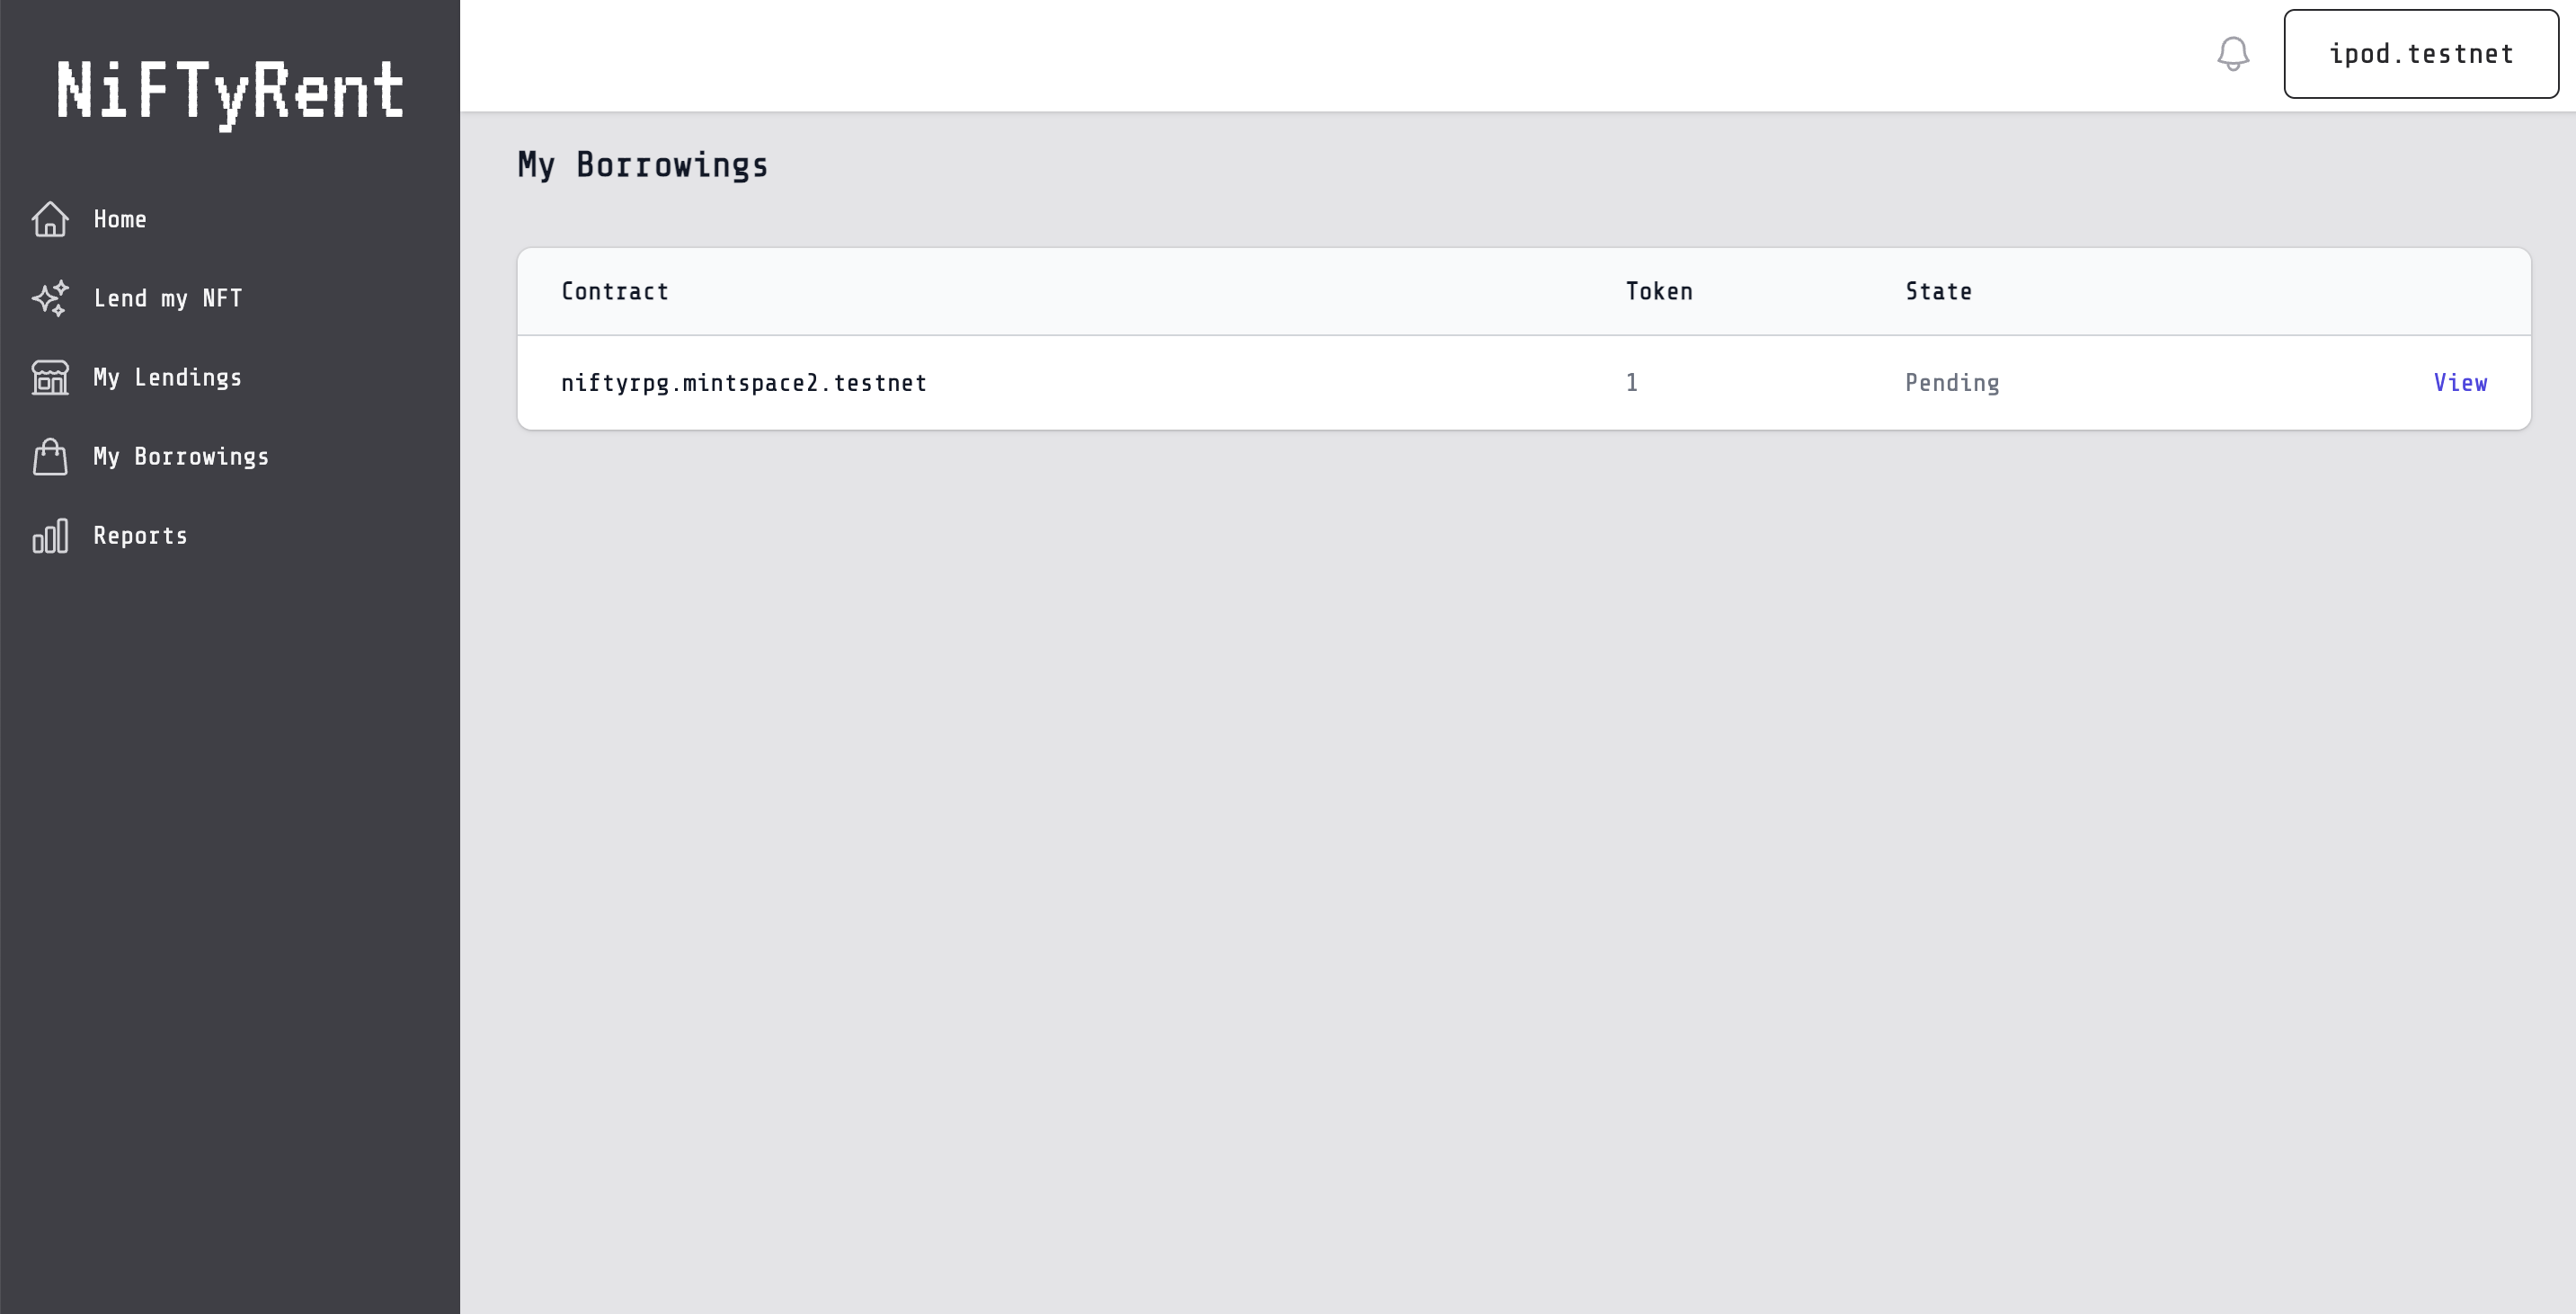 NiFTyRent
Home
Lend my NFT
My Lendings
My Borrowings
Reports
ipod.testnet
My Borrowings
Contract Token State
niftyrpg.mintspace2.testnet 1 Pending View